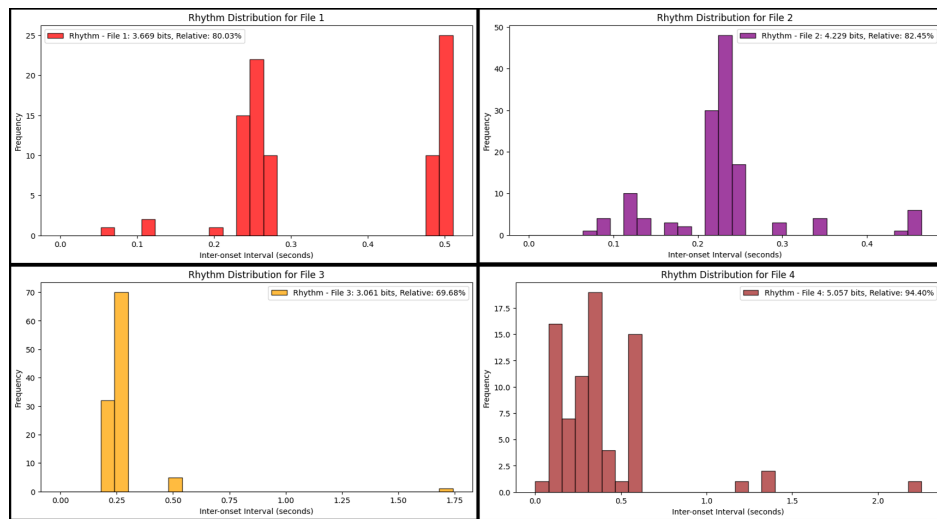 Rhythm Distribution for File 1
Rhythm - File 1: 3.669 bits, Relative: 80.03%
Frequency
25
20
15
10
5
0
0.0 0.1 0.2 0.3 0.4 0.5
Inter-onset Interval (seconds)
Rhythm Distribution for File 2
Rhythm - File 2: 4.229 bits, Relative: 82.45%
Frequency
50
40
30
20
10
0
0.0 0.1 0.2 0.3 0.4
Inter-onset Interval (seconds)
Rhythm Distribution for File 3
Rhythm - File 3: 3.061 bits, Relative: 69.68%
Frequency
70
60
50
40
30
20
10
0
0.00 0.25 0.50 0.75 1.00 1.25 1.50 1.75
Inter-onset Interval (seconds)
Rhythm Distribution for File 4
Rhythm - File 4: 5.057 bits, Relative: 94.40%
Frequency
17.5
15.0
12.5
10.0
7.5
5.0
2.5
0.0
0.0 0.5 1.0 1.5 2.0
Inter-onset Interval (seconds)